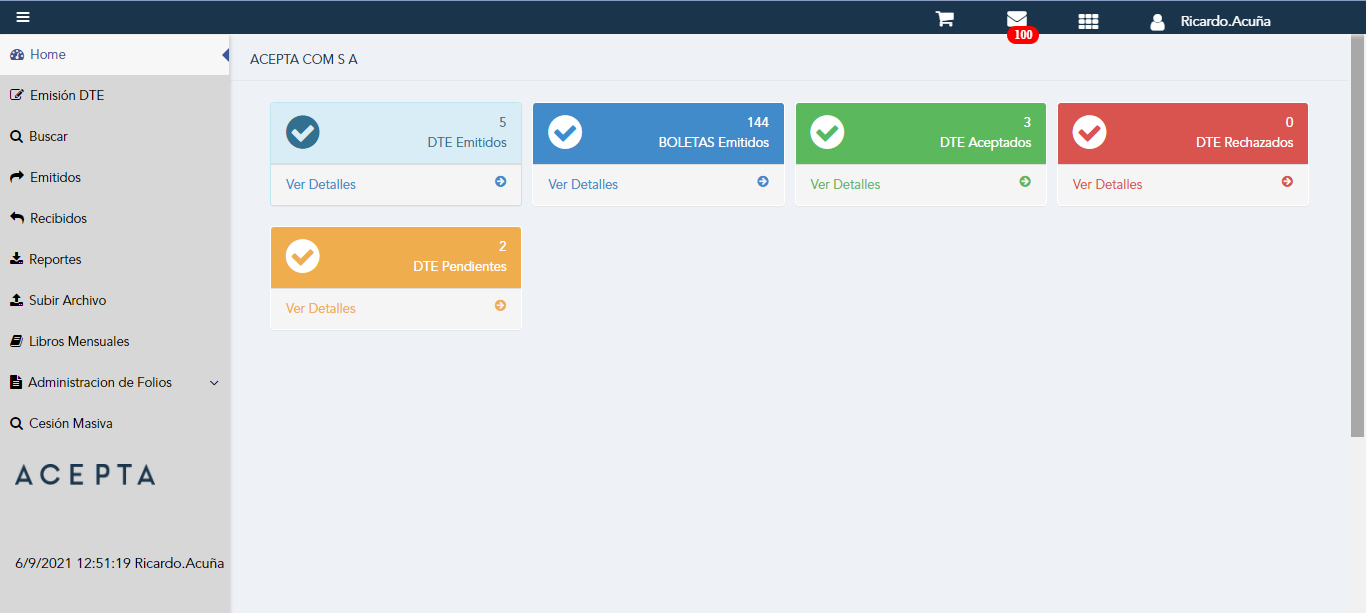 100
Ricardo.Acuña
Home
Emisión DTE
Buscar
Emitidos
Recibidos
Reportes
Subir Archivo
Libros Mensuales
Administracion de Folios
Cesión Masiva
ACEPTA
6/9/2021 12:51:19 Ricardo.Acuña
ACEPTA COM S A
5
DTE Emitidos
Ver Detalles
144
BOLETAS Emitidos
Ver Detalles
3
DTE Aceptados
Ver Detalles
0
DTE Rechazados
Ver Detalles
2
DTE Pendientes
Ver Detalles